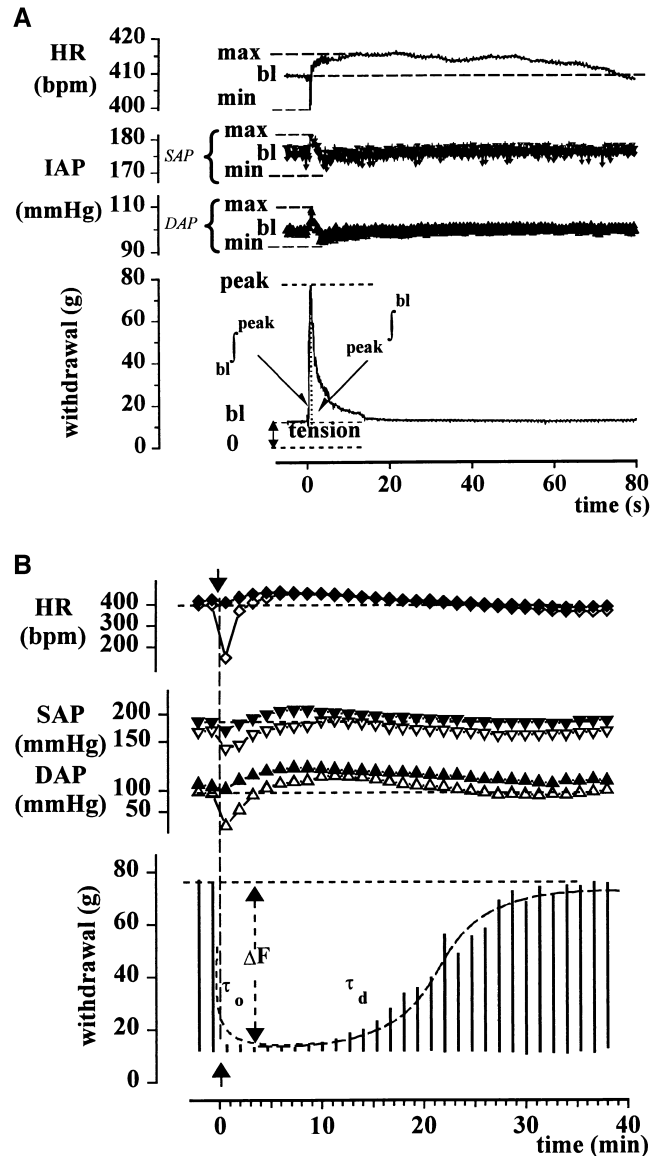 A
HR
(bpm)
420
410
400
max
bl
min
IAP
(mmHg)
180
170
SAP
max
bl
min
110
90
DAP
max
bl
min
withdrawal (g)
80
60
40
20
0
peak
bl ∫ peak
peak ∫ bl
bl
0
tension
0 20 40 60 80
time (s)
B
HR
(bpm)
400
300
200
SAP
(mmHg)
200
150
DAP
(mmHg)
100
50
withdrawal (g)
80
60
40
20
0
τo
ΔF
τd
0 10 20 30 40
time (min)